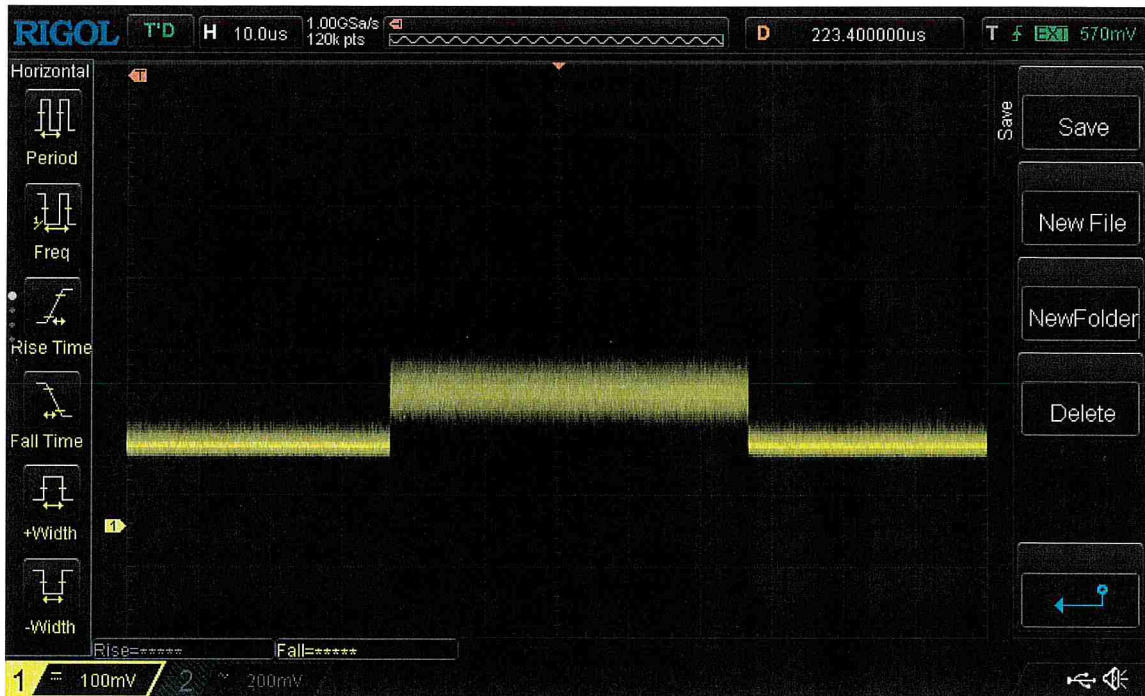 RIGOL T'D H 10.0us 1.00GSa/s 120k pts D 223.400000us T EXT 570mV
Horizontal
Period
Freq
Rise Time
Fall Time
+Width
-Width
T
1
Save
Save
New File
NewFolder
Delete
Rise=***** Fall=*****
1 = 100mV 2 ~ 200mV